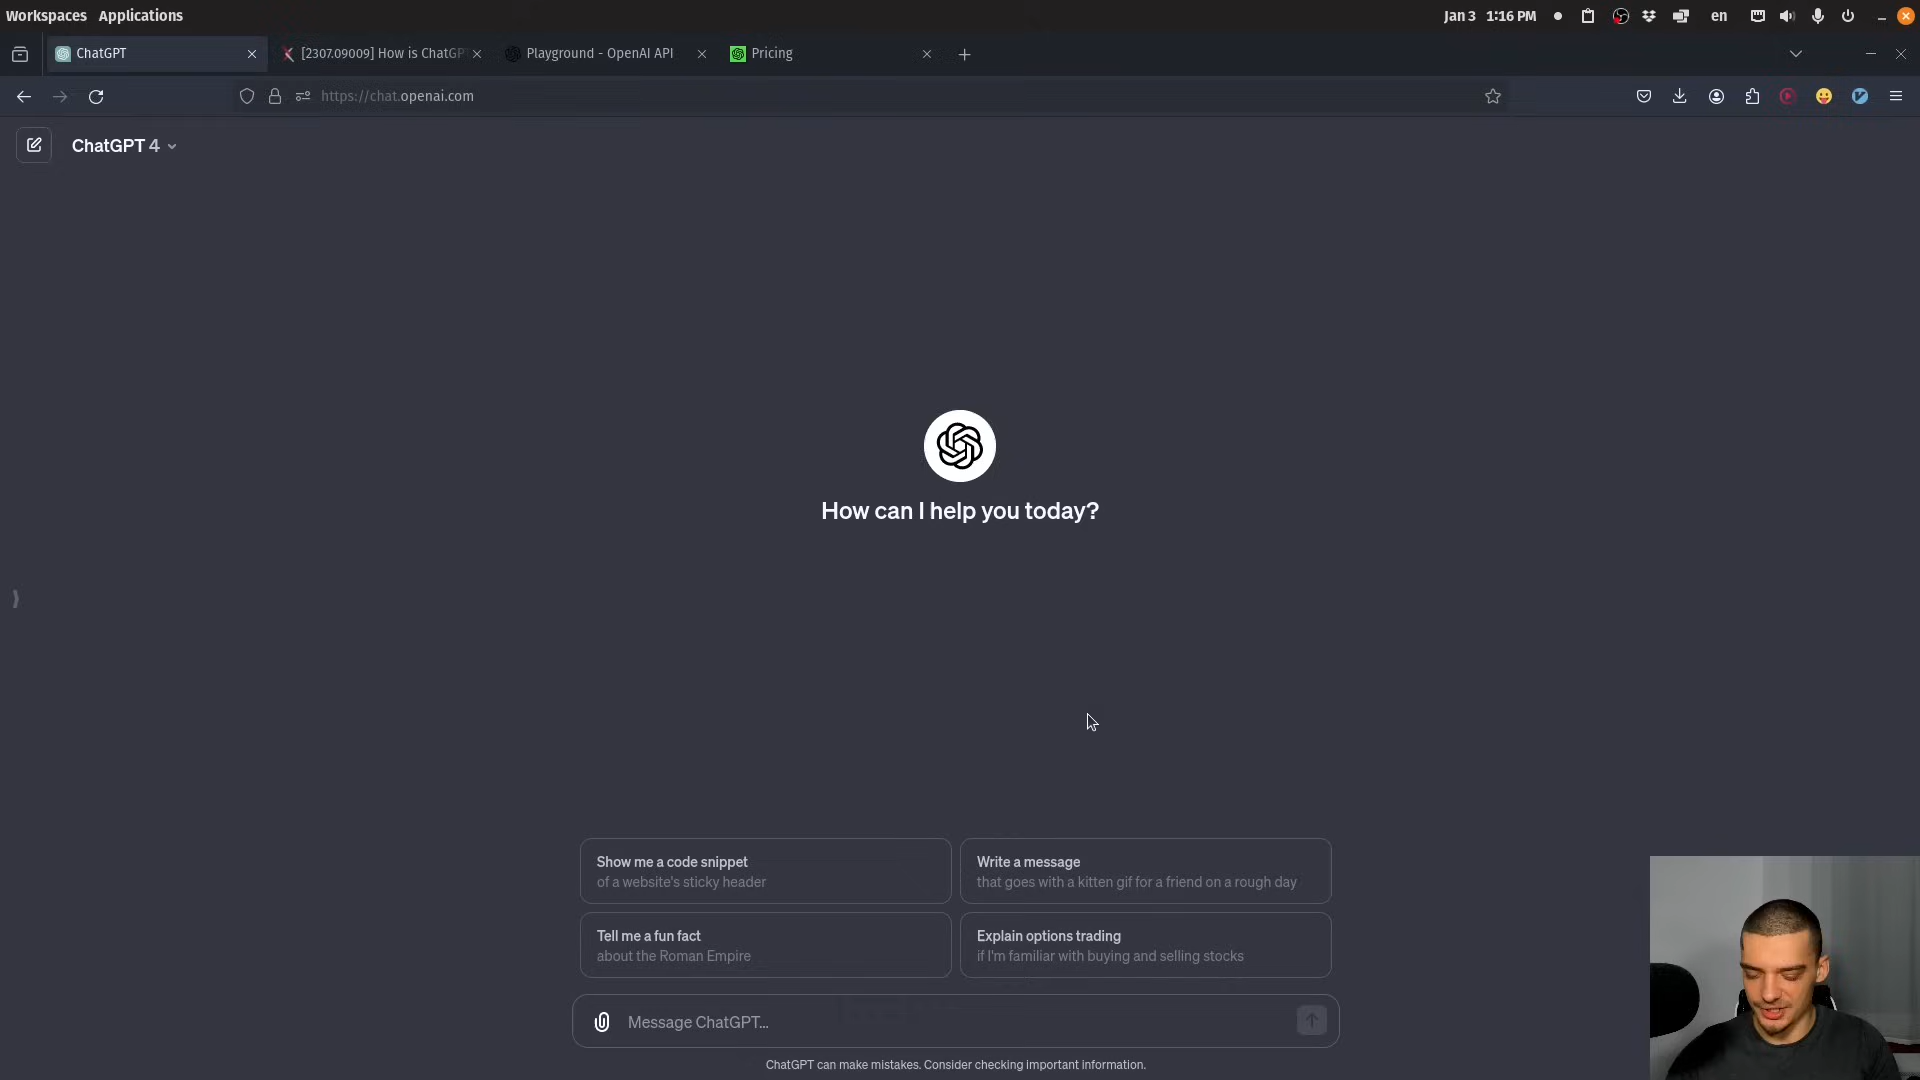 Workspaces Applications
Jan 3 1:16 PM
en
ChatGPT
[2307.09009] How is ChatGP
Playground - OpenAI API
Pricing
https://chat.openai.com
ChatGPT 4
How can I help you today?
Show me a code snippet
of a website's sticky header
Write a message
that goes with a kitten gif for a friend on a rough day
Tell me a fun fact
about the Roman Empire
Explain options trading
if I'm familiar with buying and selling stocks
Message ChatGPT...
ChatGPT can make mistakes. Consider checking important information.